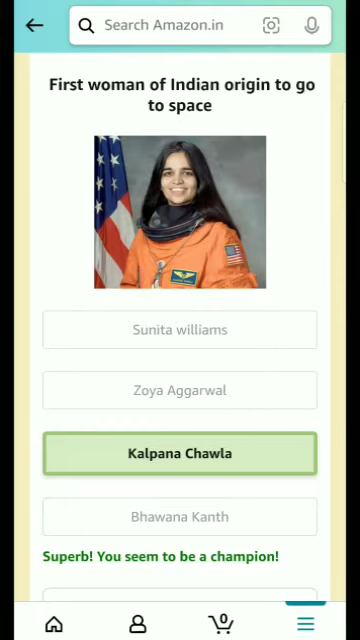 Search Amazon.in
First woman of Indian origin to go
to space
Sunita williams
Zoya Aggarwal
Kalpana Chawla
Bhawana Kanth
Superb! You seem to be a champion!
0